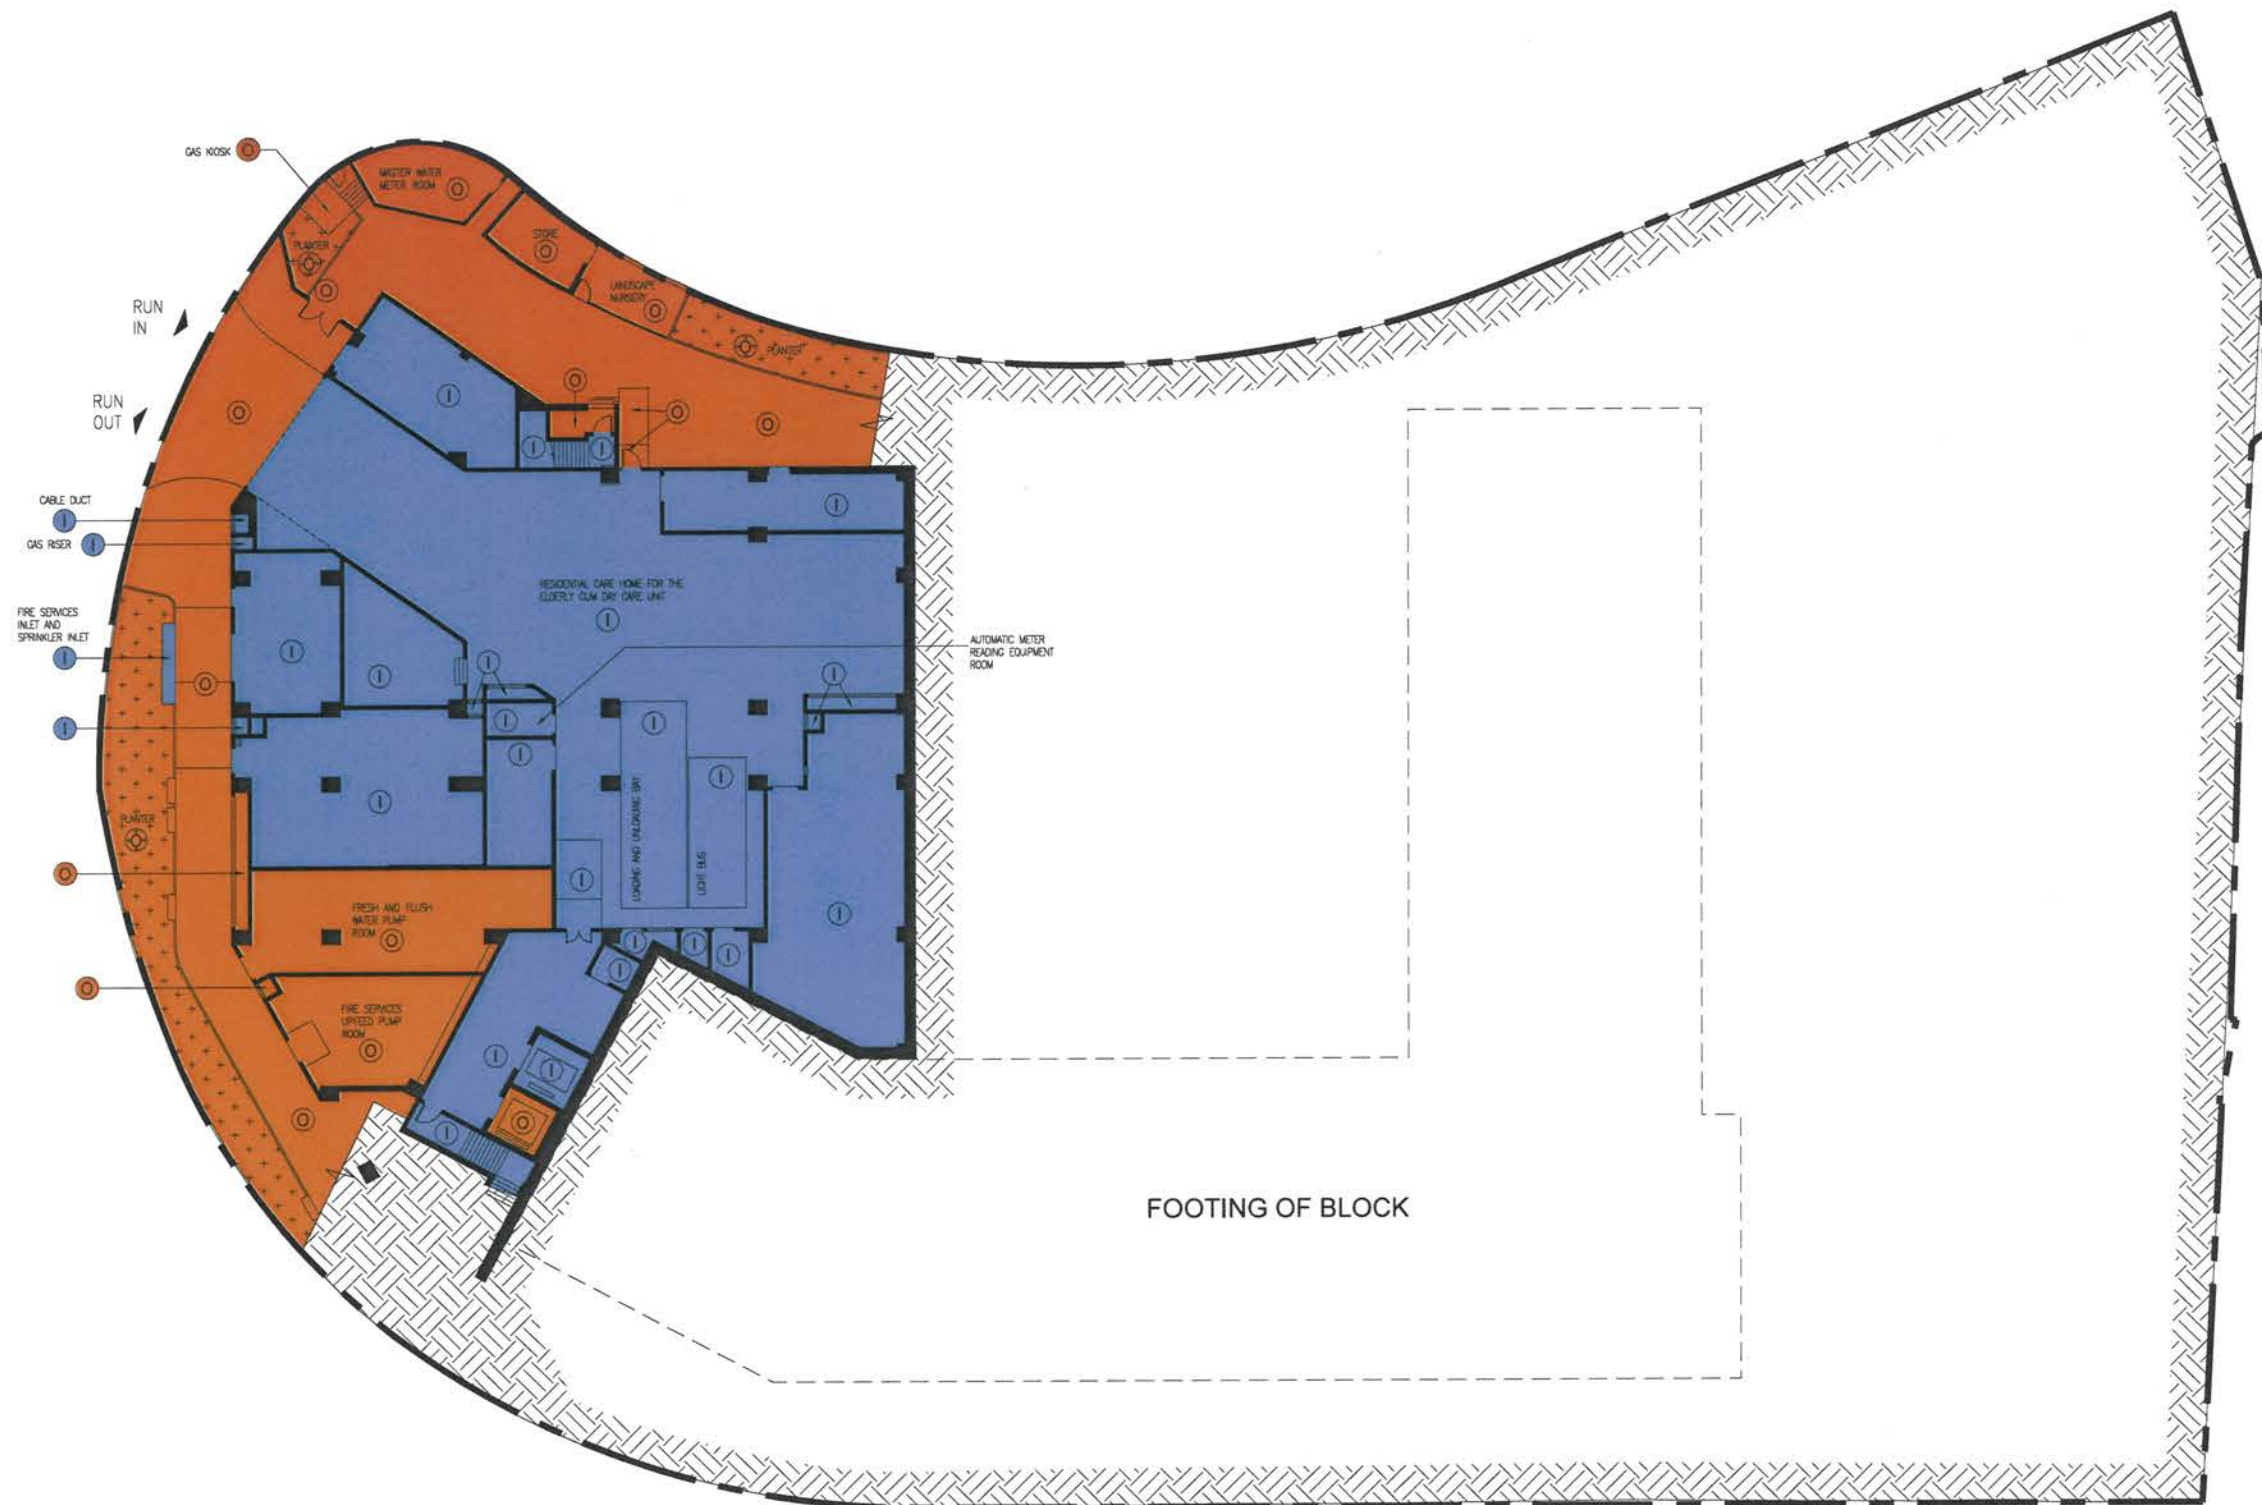 GAS KIOSK
MASTER WATER
METER ROOM
O
O
STORE
O
PLANTER
O
O
LANDSCAPE
NURSERY
O
RUN
IN
PLANTER
O
RUN
OUT
O
I
O
O
O
I
I
CABLE DUCT
I
I
GAS RISER
I
RESIDENTIAL CARE HOME FOR THE
ELDERLY CUM DAY CARE UNIT
I
FIRE SERVICES
INLET AND
SPRINKLER INLET
I
I
I
O
AUTOMATIC METER
READING EQUIPMENT
ROOM
I
I
I
I
I
I
I
I
I
LOADING AND UNLOADING BAY
LIGHT BUS
PLANTER
O
O
I
I
FRESH AND FLUSH
WATER PUMP
ROOM
O
I
I
I
I
O
FIRE SERVICES
UPFEED PUMP
ROOM
O
I
I
O
O
I
FOOTING OF BLOCK